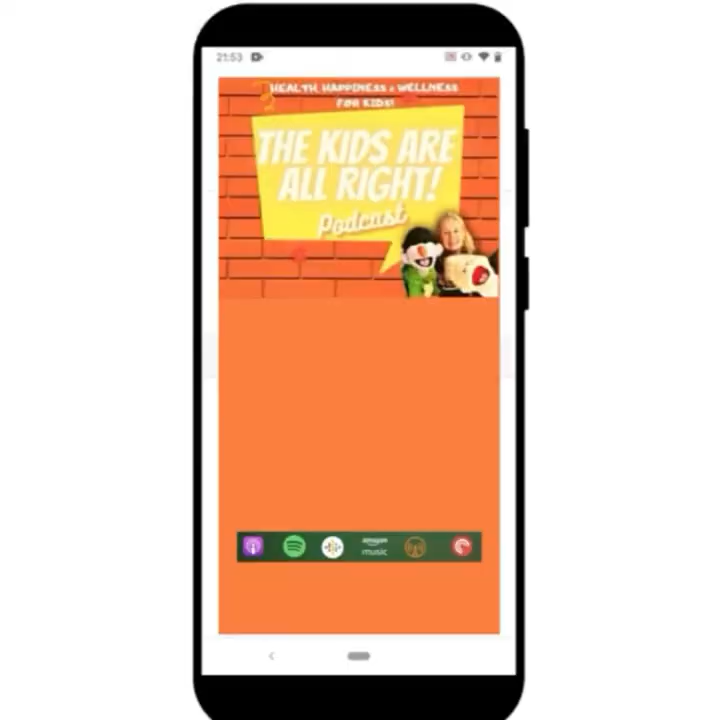 21:53
HEALTH, HAPPINESS & WELLNESS
FOR KIDS!
THE KIDS ARE
ALL RIGHT!
Podcast
amazon
music